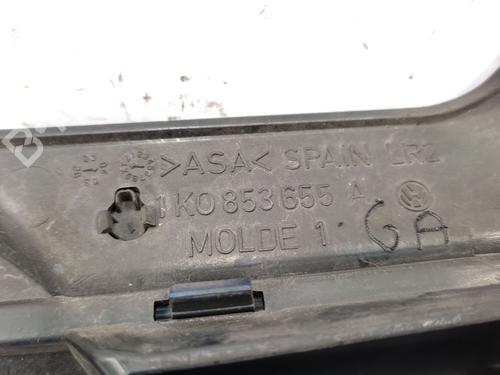 >ASA< SPAIN LR2
1K0 853 655 A
MOLDE 1 GA